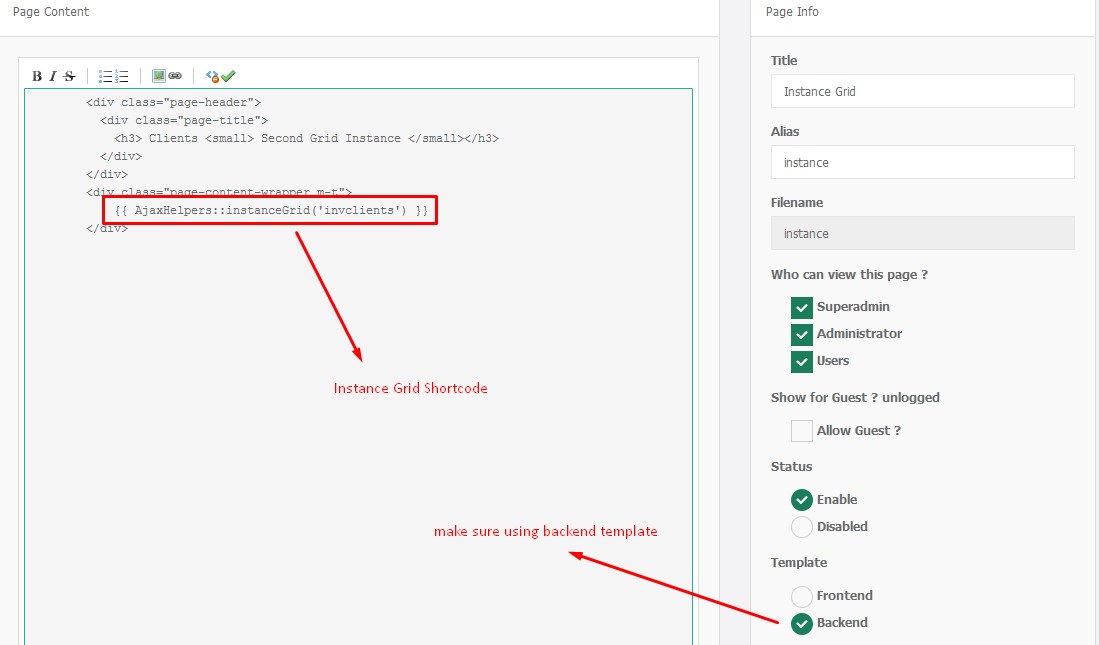 Page Content
B I S
<div class="page-header">
<div class="page-title">
<h3> Clients <small> Second Grid Instance </small></h3>
</div>
</div>
<div class="page-content-wrapper m-t">
{{ AjaxHelpers::instanceGrid('invclients') }}
</div>
Instance Grid Shortcode
make sure using backend template
Page Info
Title
Instance Grid
Alias
instance
Filename
instance
Who can view this page ?
Superadmin
Administrator
Users
Show for Guest ? unlogged
Allow Guest ?
Status
Enable
Disabled
Template
Frontend
Backend